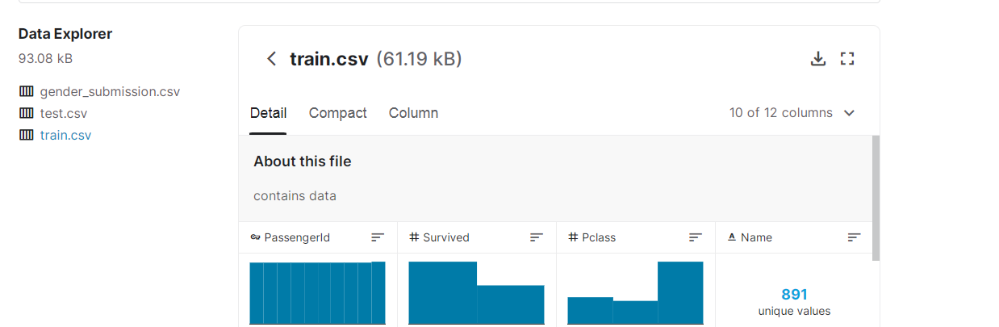 Data Explorer
93.08 kB
gender_submission.csv
test.csv
train.csv
train.csv (61.19 kB)
Detail Compact Column 10 of 12 columns
About this file
contains data
PassengerId # Survived # Pclass A Name
891
unique values